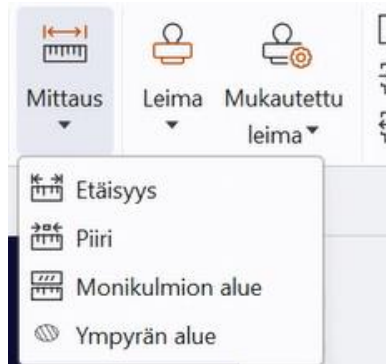 Mittaus
Leima
Mukautettu
leima
Etäisyys
Piiri
Monikulmion alue
Ympyrän alue